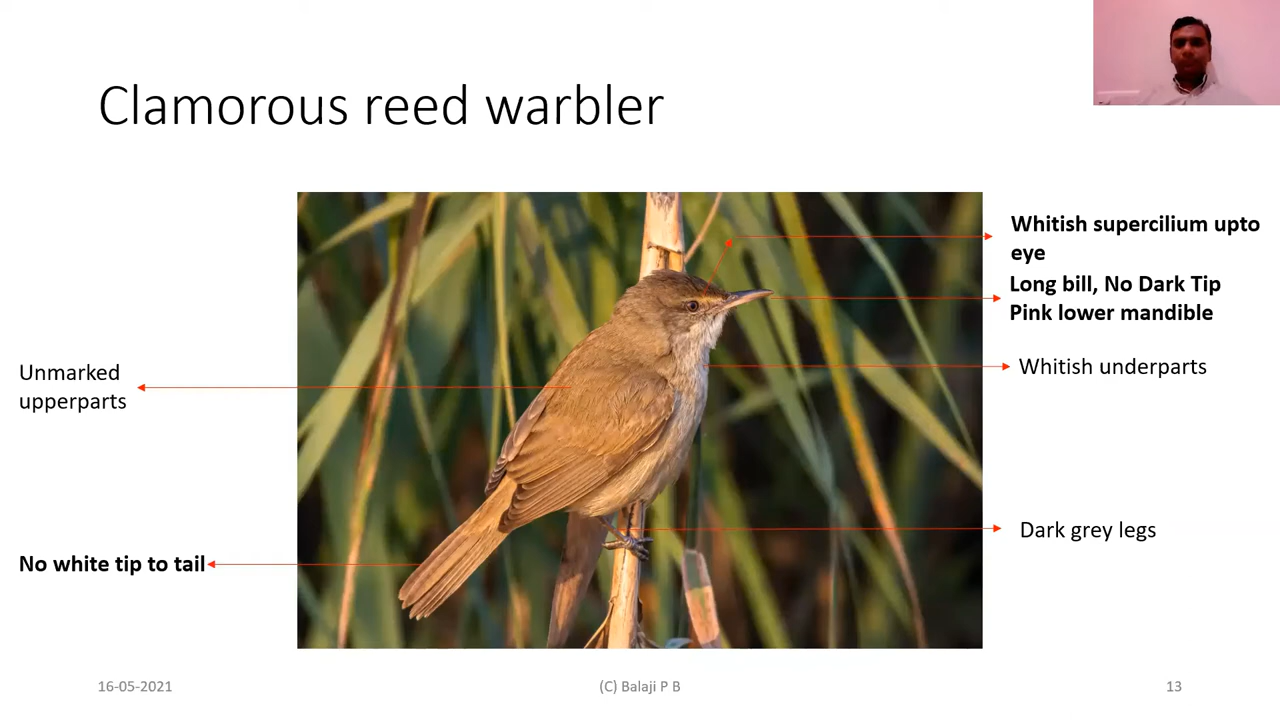 Clamorous reed warbler
Whitish supercilium upto
eye
Long bill, No Dark Tip
Pink lower mandible
Whitish underparts
Unmarked
upperparts
Dark grey legs
No white tip to tail
16-05-2021
(C) Balaji P B
13